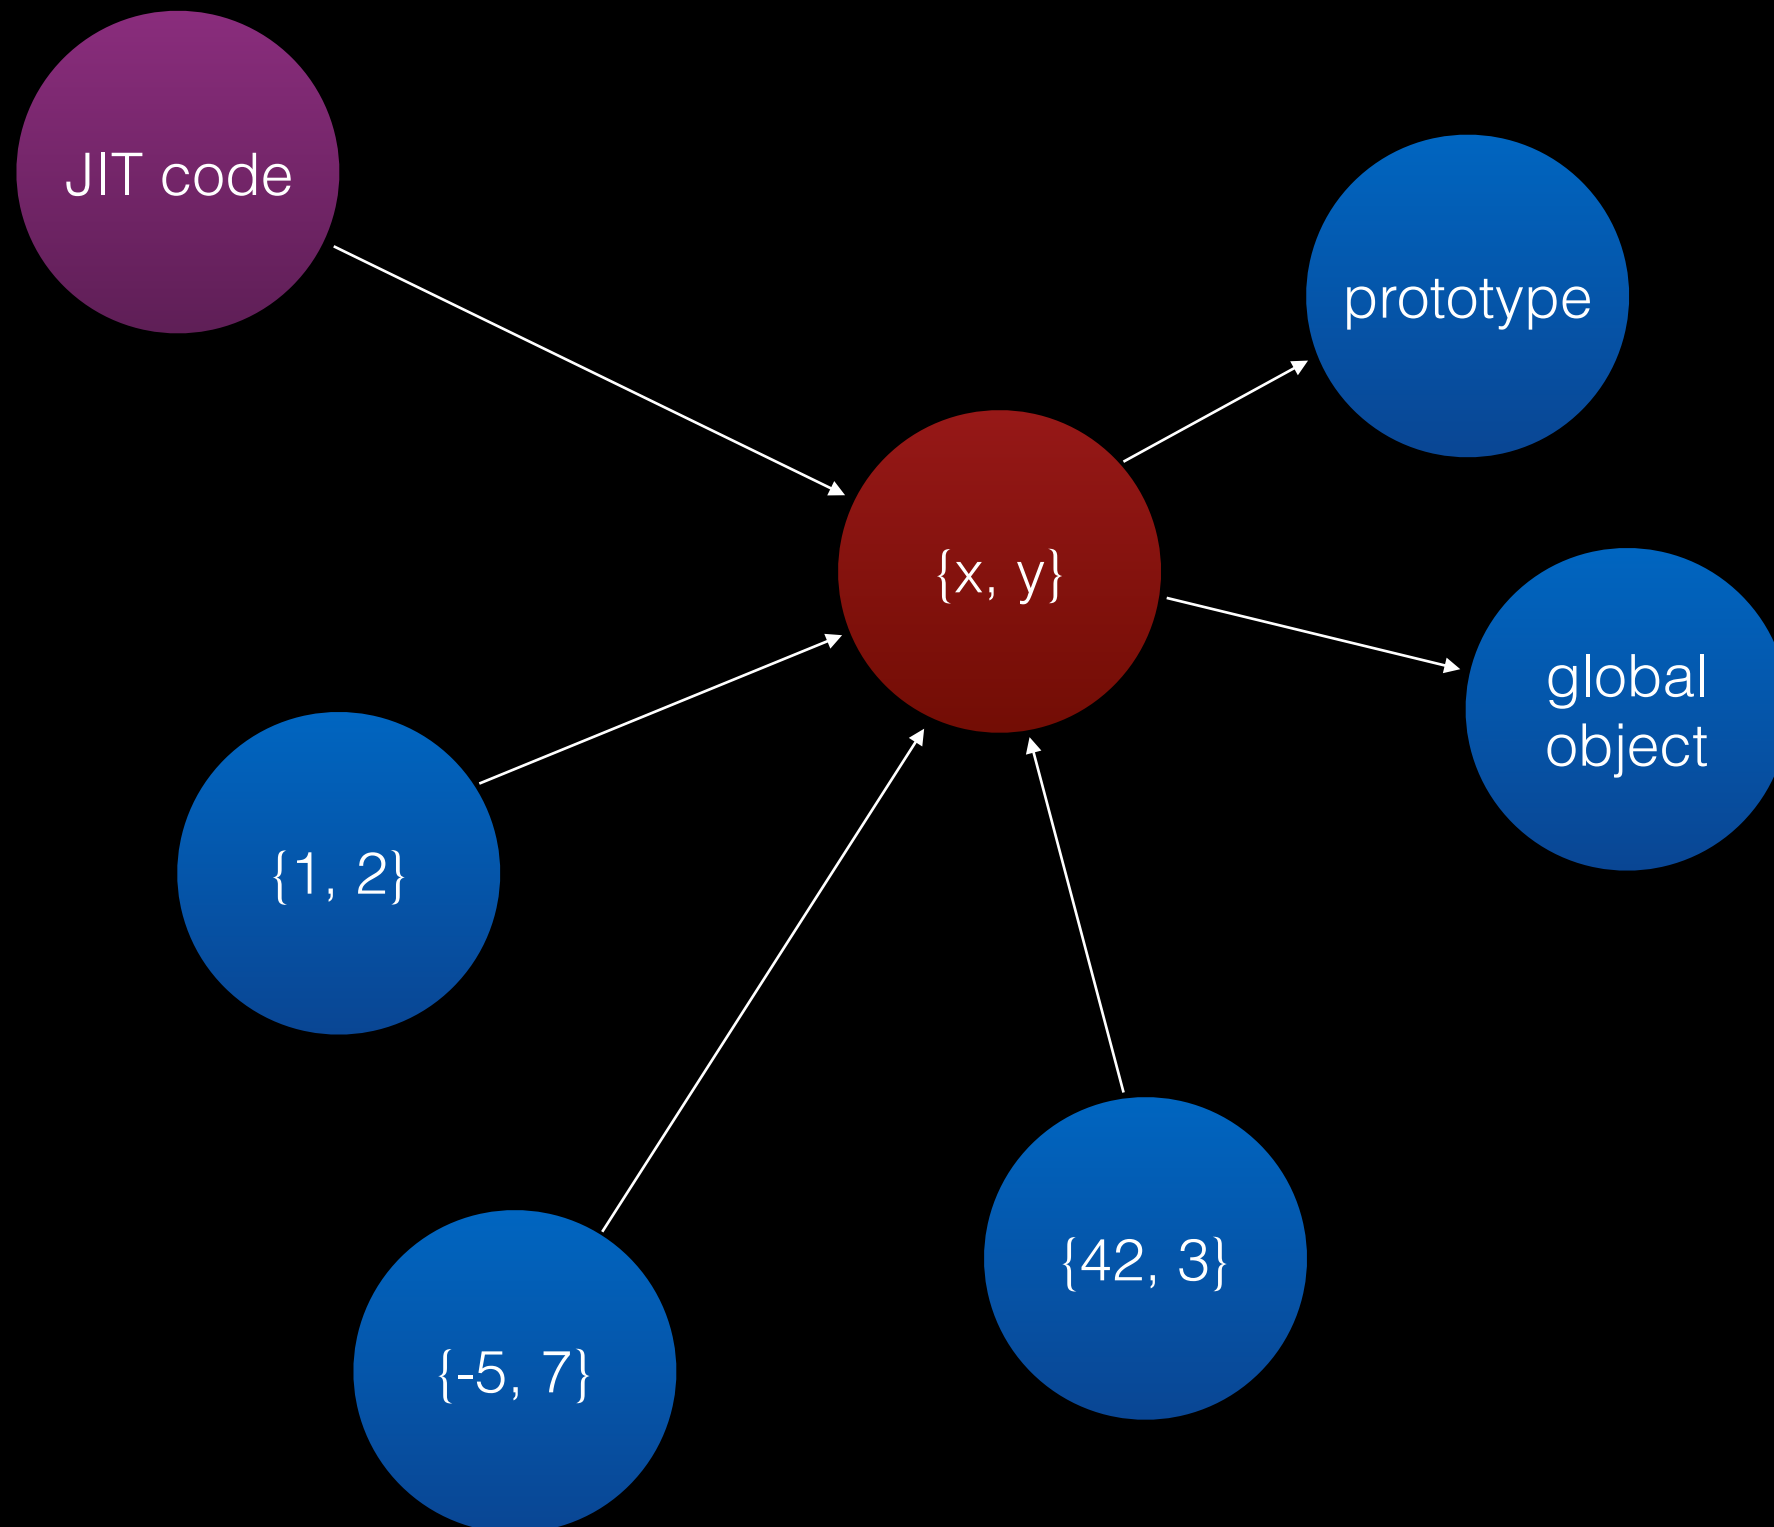 JIT code
prototype
{x, y}
global
object
{1, 2}
{42, 3}
{-5, 7}